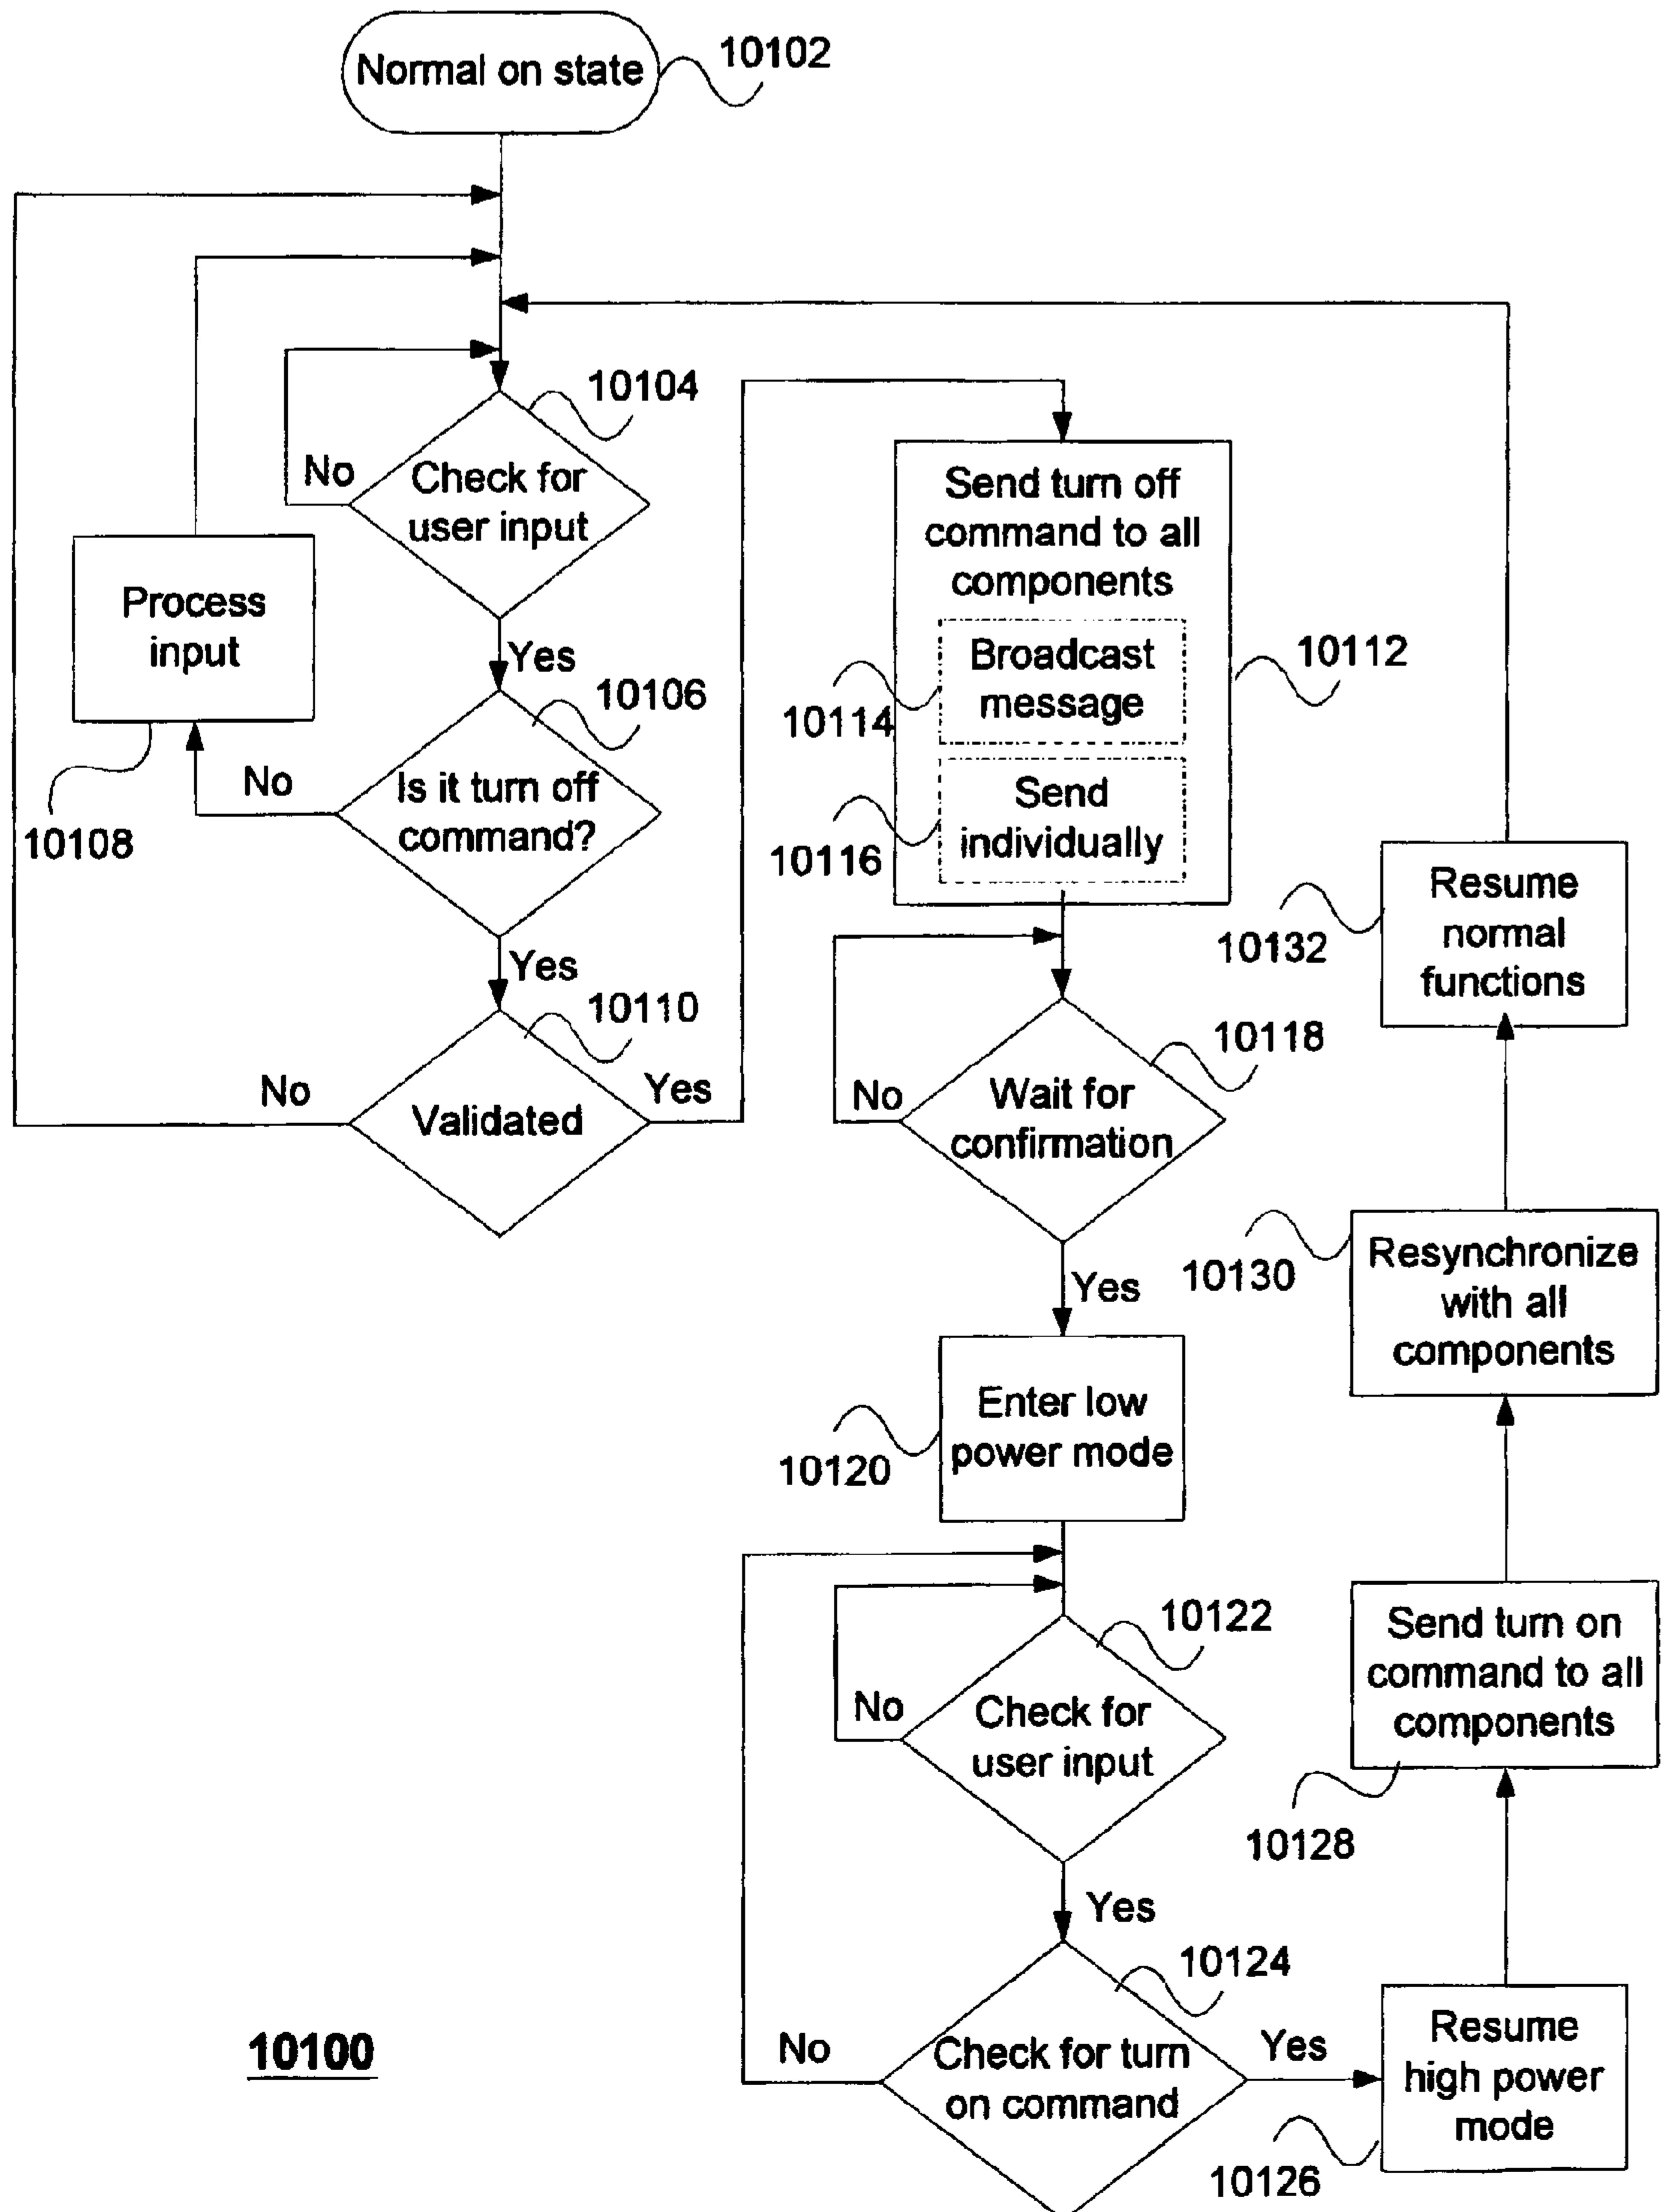 Normal on state
10102
10104
No
Check for
user input
Process
input
Yes
10106
No
Is it turn off
command?
10108
Yes
10110
No
Validated
Yes
Send turn off
command to all
components
Broadcast
message
10112
10114
Send
individually
10116
10118
No
Wait for
confirmation
Yes
Enter low
power mode
10120
10122
No
Check for
user input
Yes
10124
No
Check for turn
on command
Yes
Resume
high power
mode
10126
Send turn on
command to all
components
10128
Resynchronize
with all
components
10130
Resume
normal
functions
10132
10100